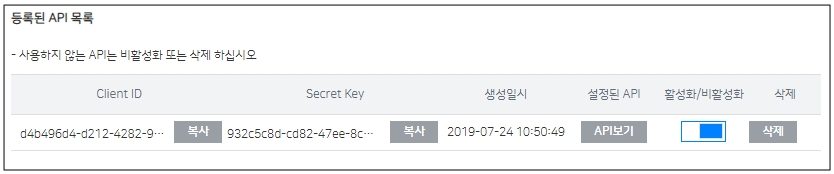 등록된 API 목록
- 사용하지 않는 API는 비활성화 또는 삭제 하십시오
Client ID Secret Key 생성일시 설정된 API 활성화/비활성화 삭제
d4b496d4-d212-4282-9··· 복사 932c5c8d-cd82-47ee-8c··· 복사 2019-07-24 10:50:49 API보기 삭제